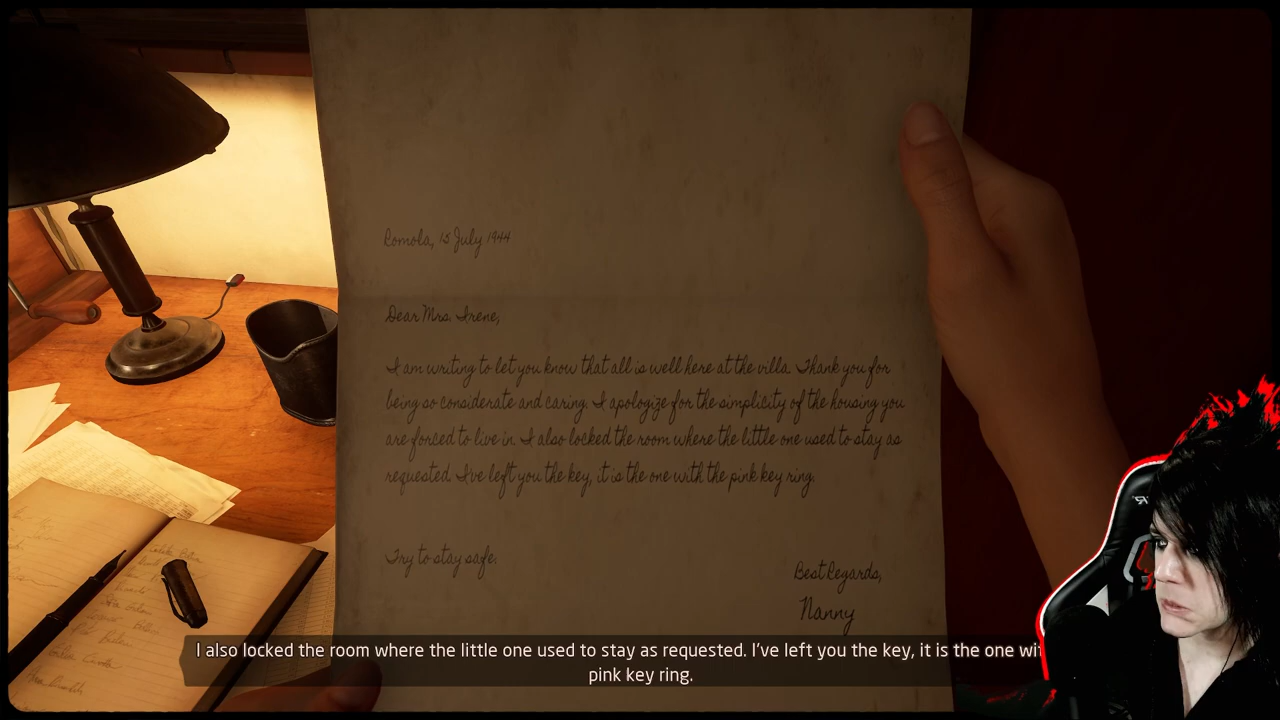 Romola, 15 July 1944
Dear Mrs. Irene,
I am writing to let you know that all is well here at the villa. Thank you for
being so considerate and caring. I apologize for the simplicity of the housing you
are forced to live in. I also locked the room where the little one used to stay as
requested. I've left you the key, it is the one with the pink key ring.
Try to stay safe.
Best Regards,
Nanny
I also locked the room where the little one used to stay as requested. I've left you the key, it is the one
pink key ring.